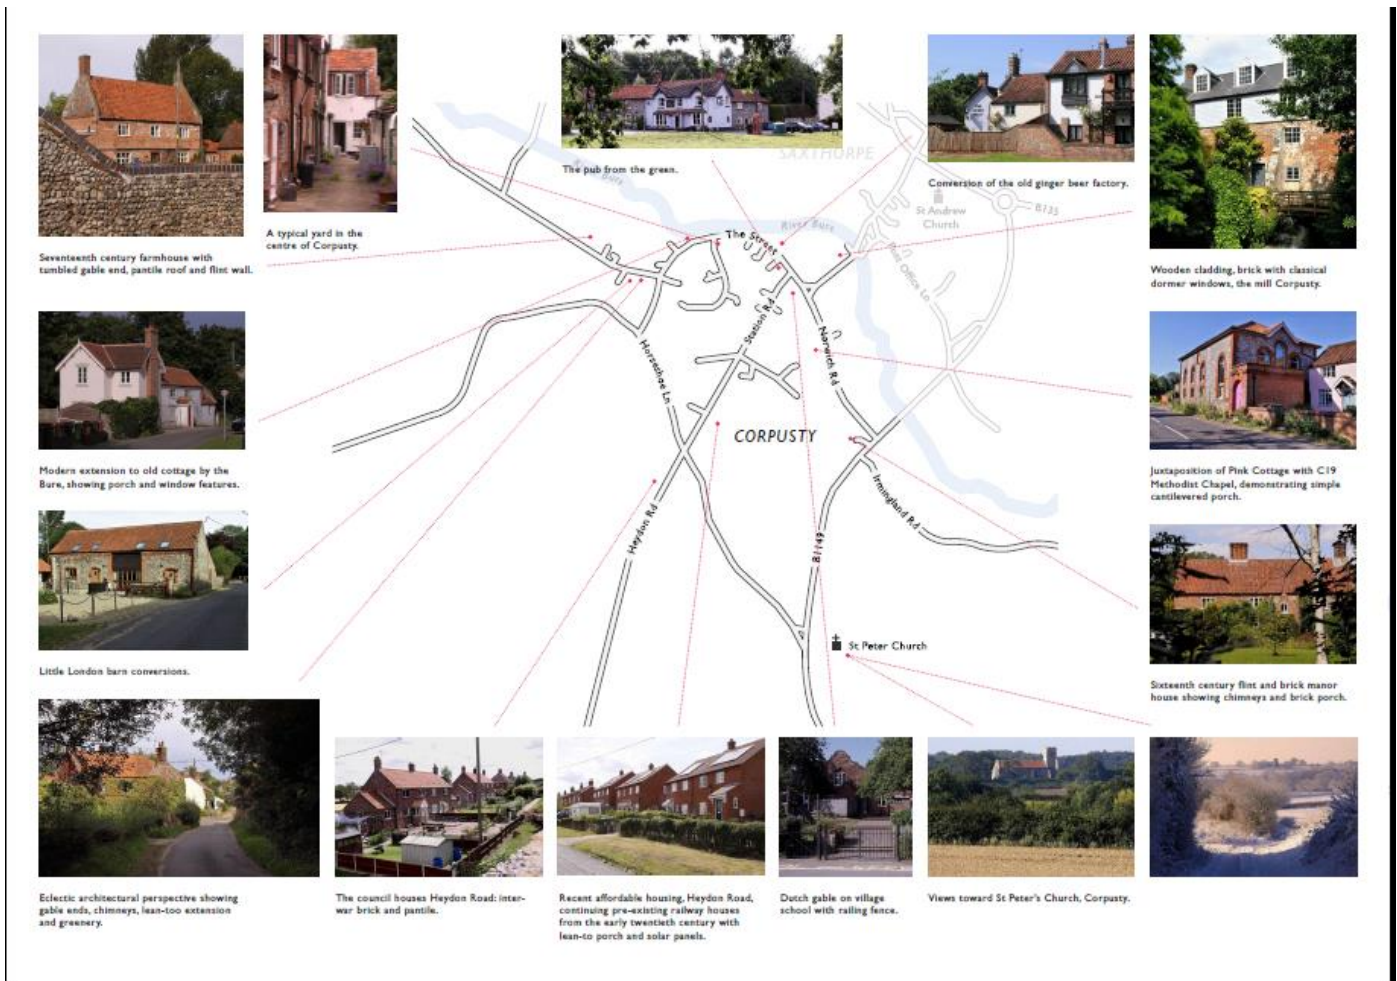 The pub from the green.
SAXTHORPE
Conversion of the old ginger beer factory.
A typical yard in the
centre of Corpusty.
Seventeenth century farmhouse with
tumbled gable end, pantile roof and flint wall.
Bure
St Andrew
Church
B135
River Bure
The Street
Post Office Ln
Wooden cladding, brick with classical
dormer windows, the mill Corpusty.
Station Rd
Norwich Rd
Horseshoe Ln
CORPUSTY
Modern extension to old cottage by the
Bure, showing porch and window features.
Juxtaposition of Pink Cottage with C19
Methodist Chapel, demonstrating simple
cantilevered porch.
Heydon Rd
Irmingland Rd
B1149
St Peter Church
Little London barn conversions.
Sixteenth century flint and brick manor
house showing chimneys and brick porch.
Eclectic architectural perspective showing
gable ends, chimneys, lean-too extension
and greenery.
The council houses Heydon Road: inter-
war brick and pantile.
Recent affordable housing, Heydon Road,
continuing pre-existing railway houses
from the early twentieth century with
lean-to porch and solar panels.
Dutch gable on village
school with railing fence.
Views toward St Peter's Church, Corpusty.